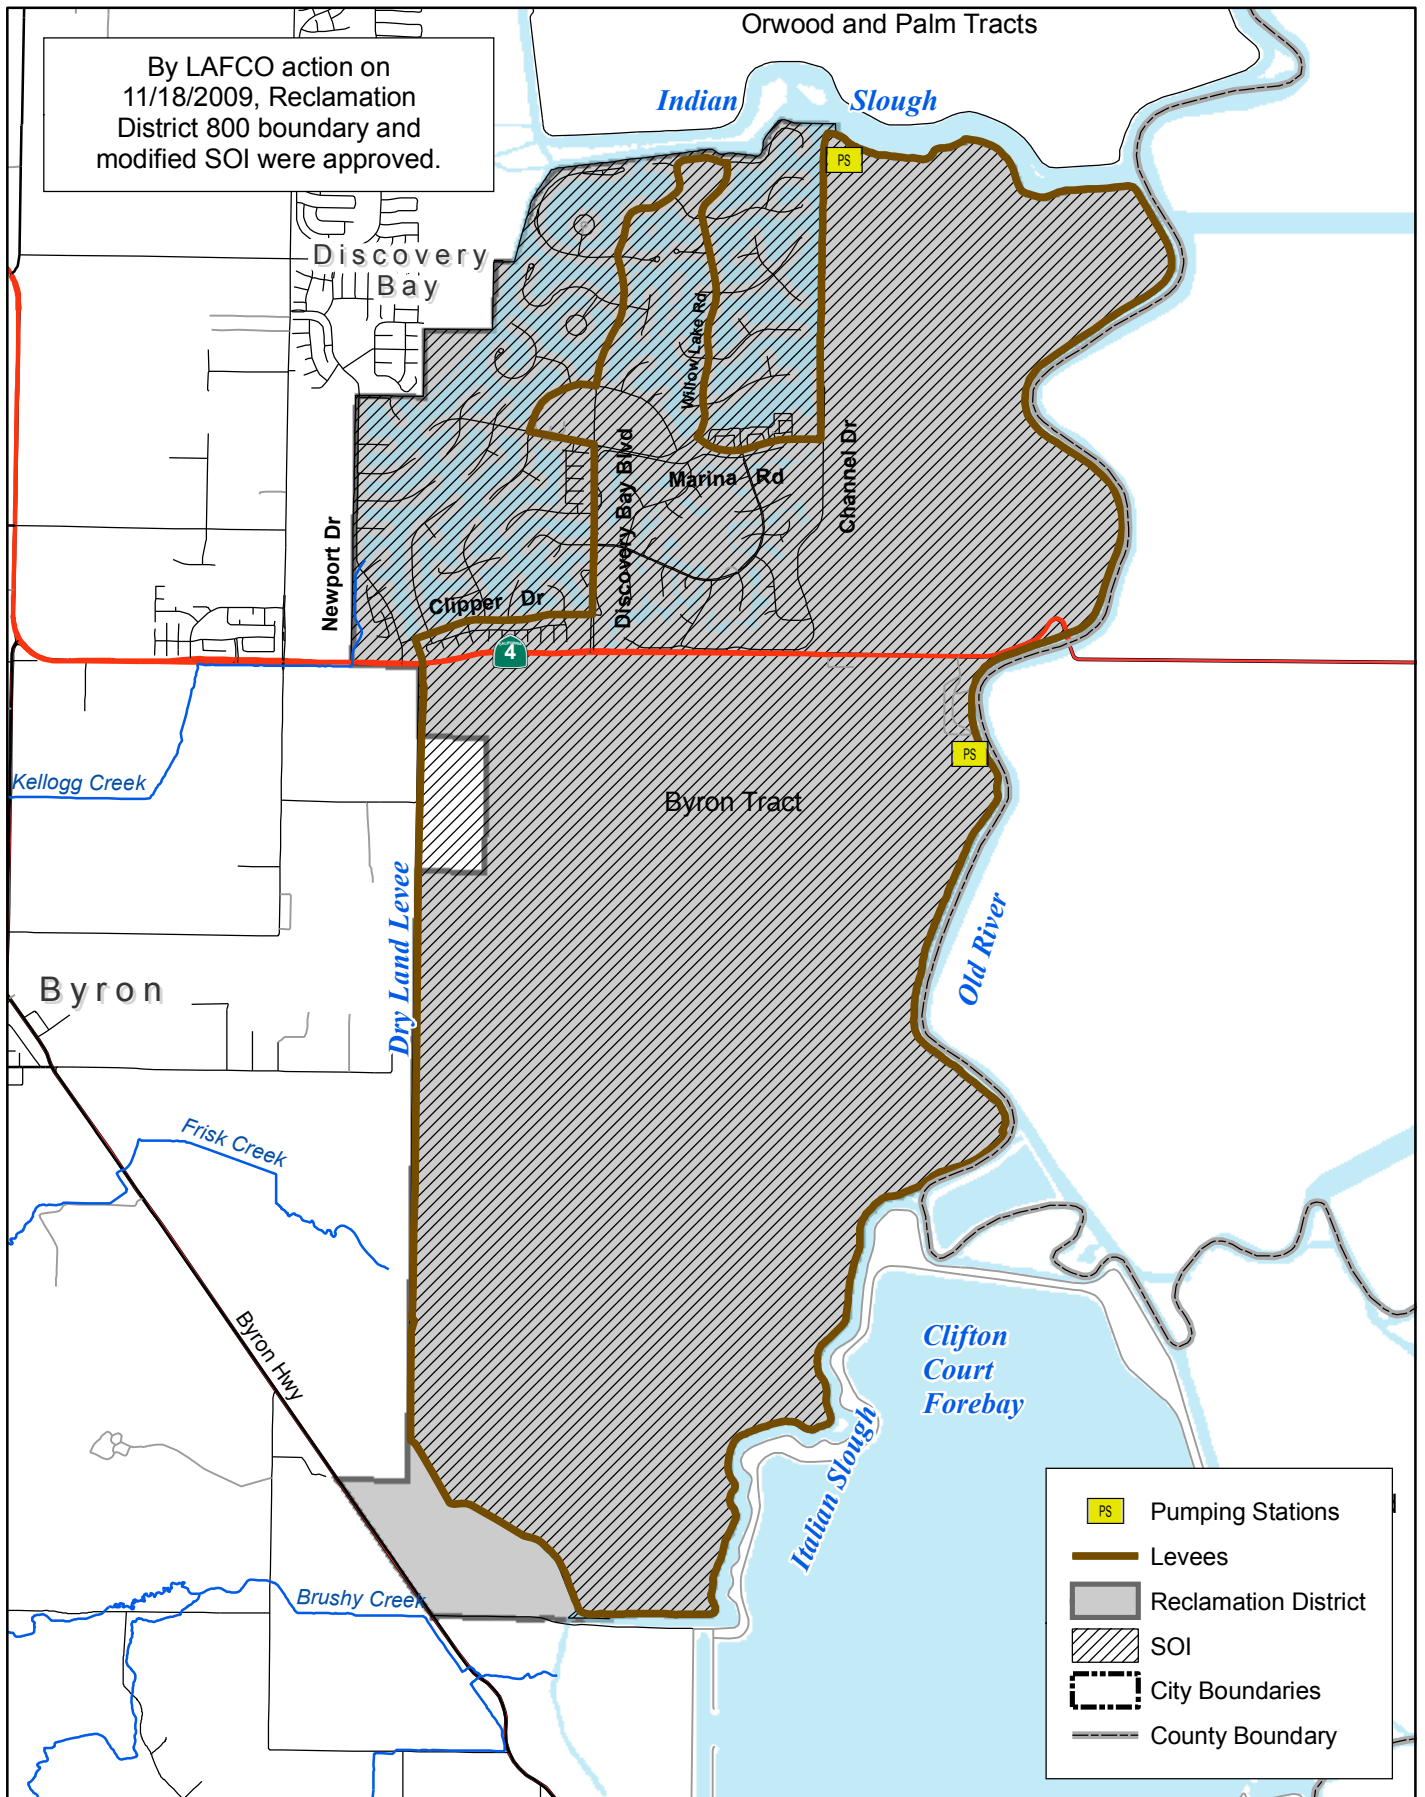 Orwood and Palm Tracts
By LAFCO action on
11/18/2009, Reclamation
District 800 boundary and
modified SOI were approved.
Indian Slough
PS
Discovery
Bay
Willow Lake Rd
Discovery Bay Blvd
Marina Rd
Channel Dr
Newport Dr
Clipper Dr
4
PS
Kellogg Creek
Byron Tract
Dry Land Levee
Old River
Byron
Frisk Creek
Byron Hwy
Clifton
Court
Forebay
Italian Slough
Brushy Creek
PS Pumping Stations
Levees
Reclamation District
SOI
City Boundaries
County Boundary